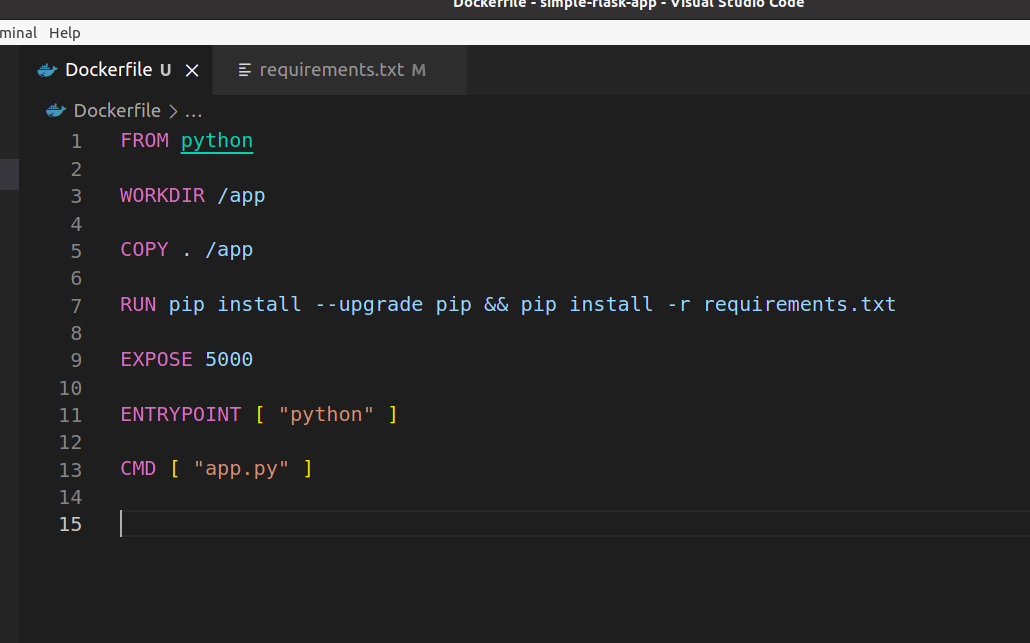 Dockerfile - simple-flask-app - Visual Studio Code
minal Help
Dockerfile U requirements.txt M
Dockerfile > ...
1 FROM python
2
3 WORKDIR /app
4
5 COPY . /app
6
7 RUN pip install --upgrade pip && pip install -r requirements.txt
8
9 EXPOSE 5000
10
11 ENTRYPOINT [ "python" ]
12
13 CMD [ "app.py" ]
14
15